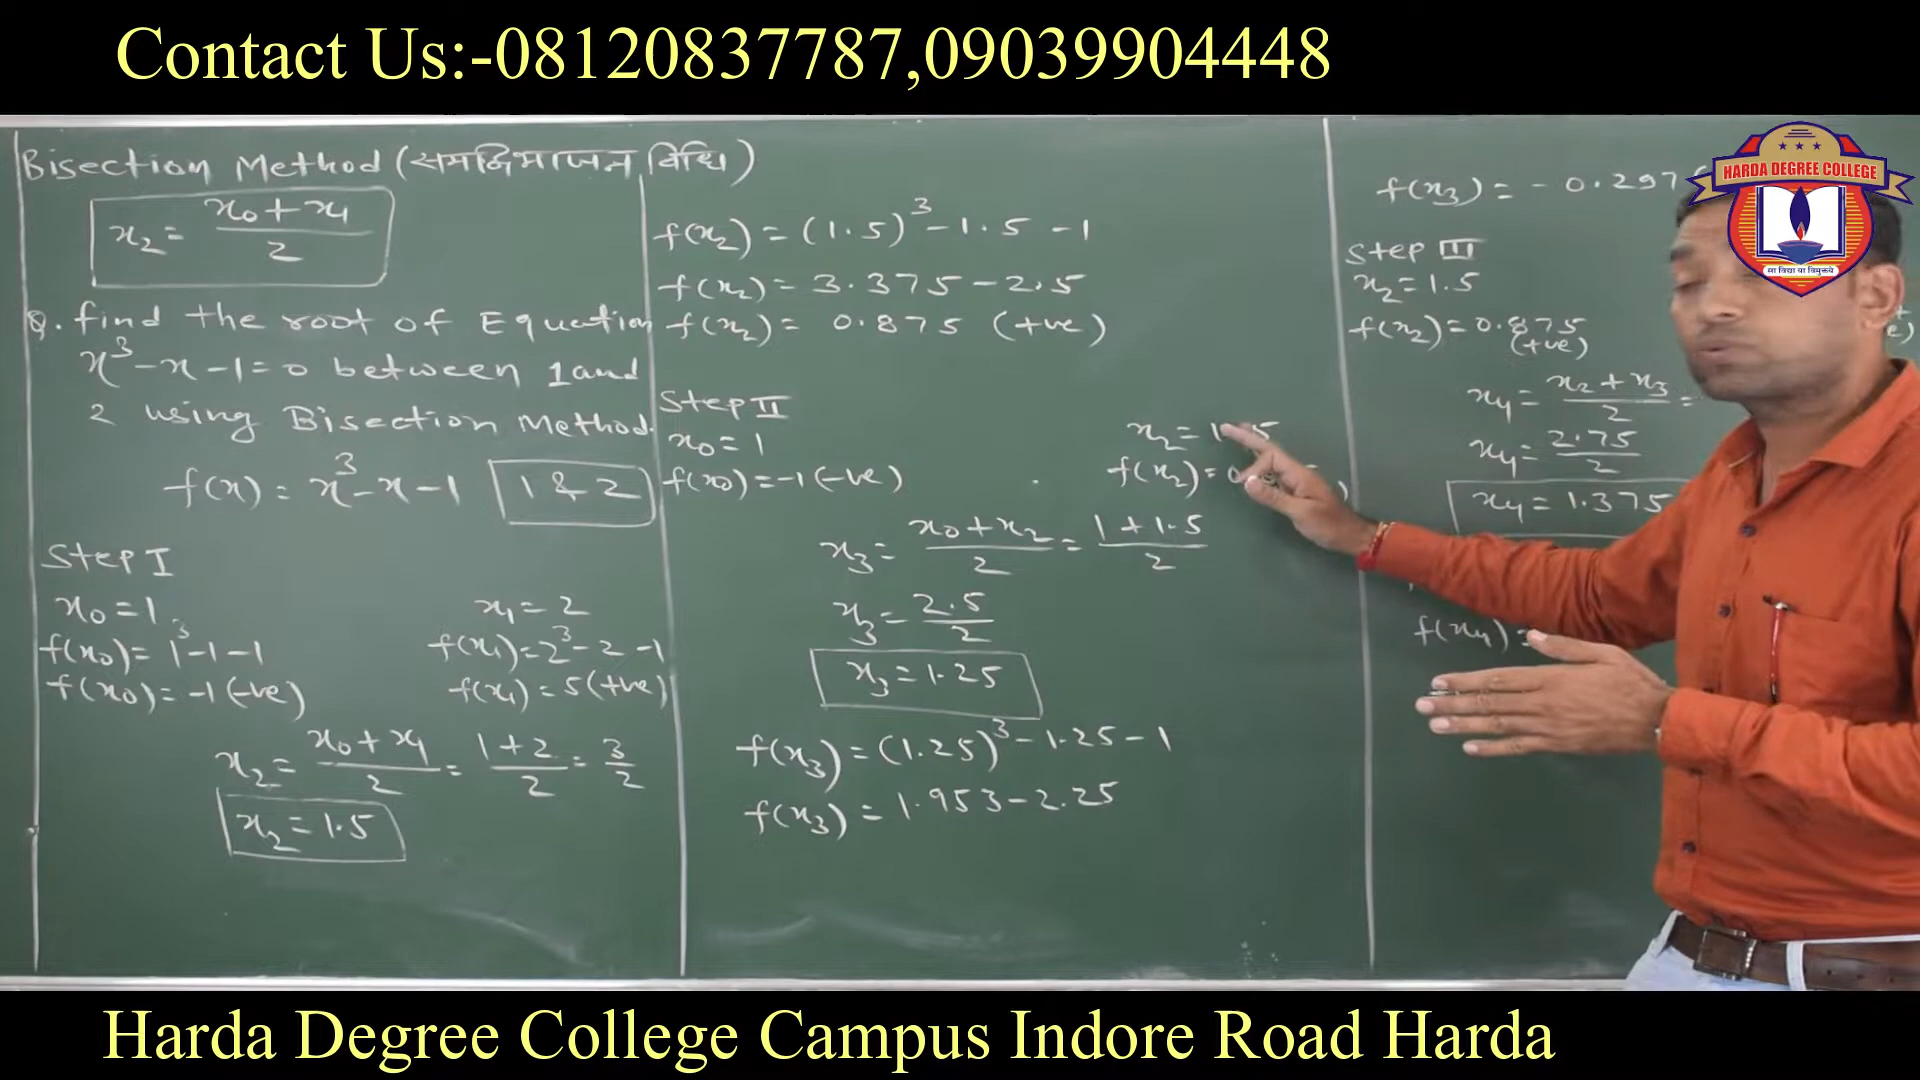 Contact Us:-08120837787,09039904448
Bisection Method (समद्विभाजन विधि)
x₂ = (x₀ + x₁)/2
Q. find the root of Equation
x³ - x - 1 = 0 between 1 and
2 using Bisection Method.
f(x) = x³ - x - 1 1 & 2
Step I
x₀ = 1 x₁ = 2
f(x₀) = 1³ - 1 - 1 f(x₁) = 2³ - 2 - 1
f(x₀) = -1 (-ve) f(x₁) = 5 (+ve)
x₂ = (x₀ + x₁)/2 = (1 + 2)/2 = 3/2
x₂ = 1.5
f(x₂) = (1.5)³ - 1.5 - 1
f(x₂) = 3.375 - 2.5
f(x₂) = 0.875 (+ve)
Step II
x₀ = 1 x₂ =
f(x₀) = -1 (-ve) f(x₂) =
x₃ = (x₀ + x₂)/2 = (1 + 1.5)/2
x₃ = 2.5/2
x₃ = 1.25
f(x₃) = (1.25)³ - 1.25 - 1
f(x₃) = 1.953 - 2.25
f(x₃) = - 0.297
Step III
x₂ = 1.5
f(x₂) = 0.875
(+ve)
x₄ = (x₂ + x₃)/2 =
x₄ = 2.75/2
x₄ = 1.375
f(x₄) =
HARDA DEGREE COLLEGE
सा विद्या या विमुक्तये
Harda Degree College Campus Indore Road Harda